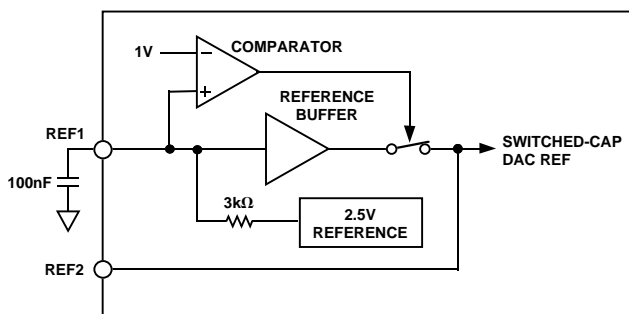 1V
−
COMPARATOR
+
REFERENCE
BUFFER
REF1
SWITCHED-CAP
DAC REF
100nF
3kΩ
2.5V
REFERENCE
REF2